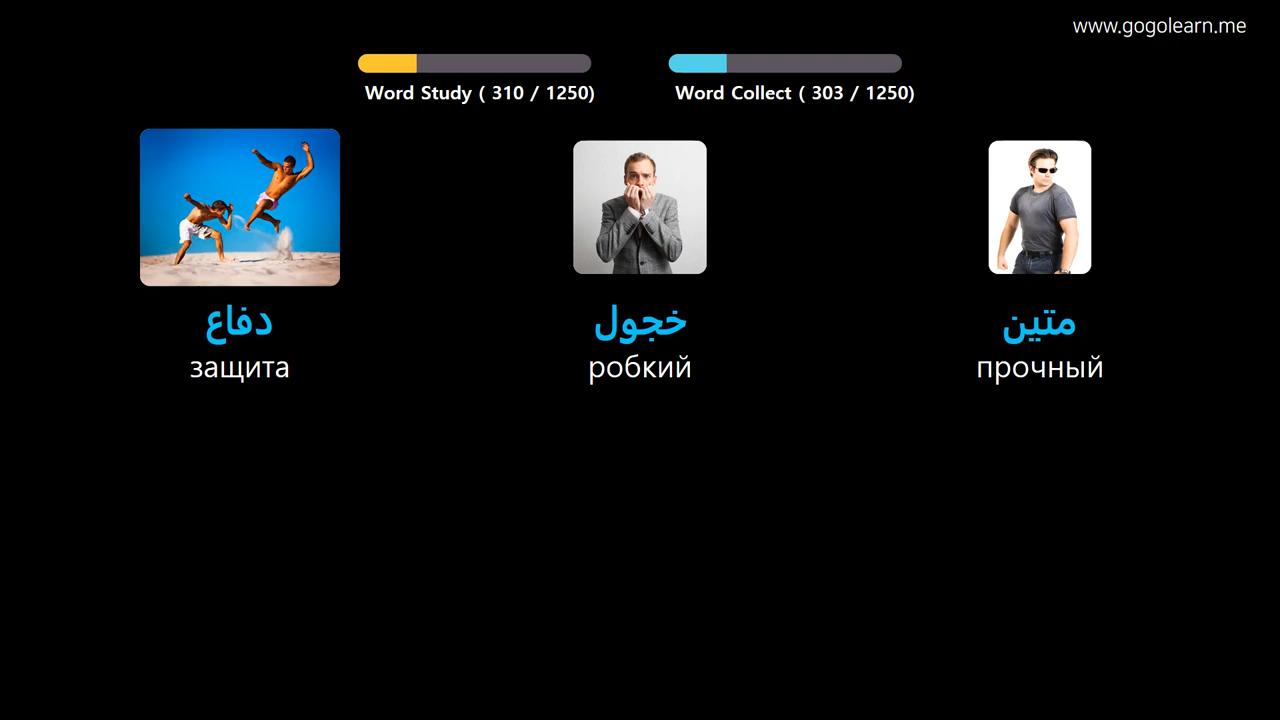 www.gogolearn.me
Word Study ( 310 / 1250)
Word Collect ( 303 / 1250)
دفاع
защита
خجول
робкий
متين
прочный